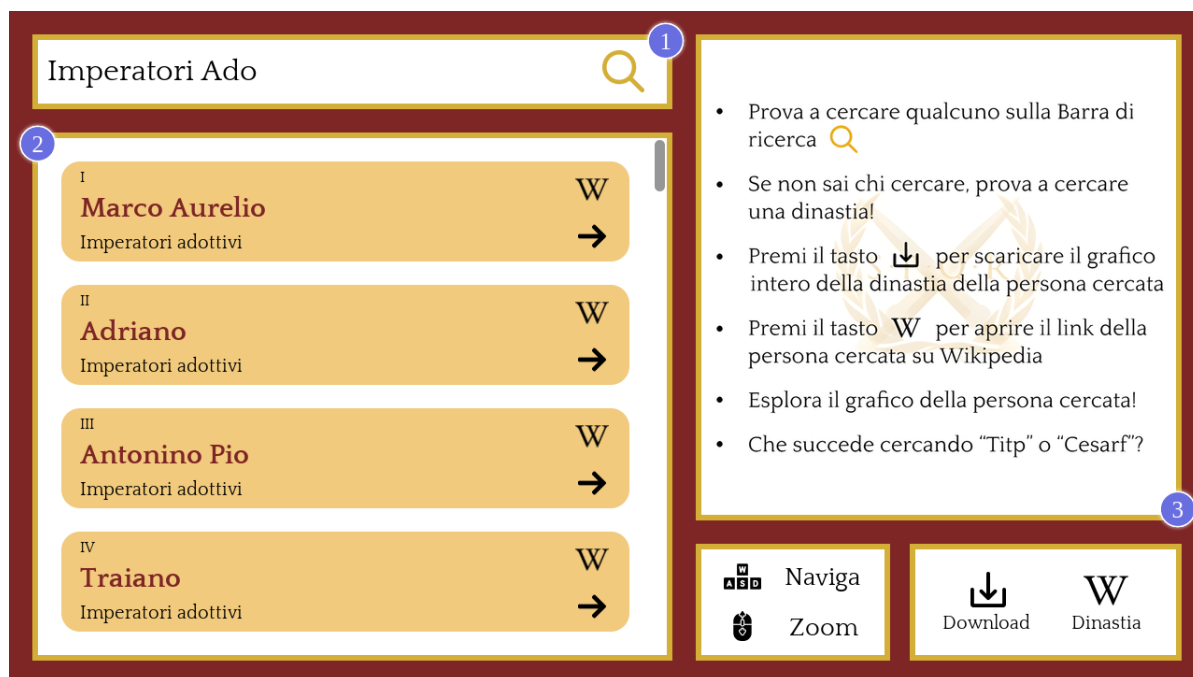 1
Imperatori Ado
2
I
Marco Aurelio
Imperatori adottivi
W
II
Adriano
Imperatori adottivi
W
III
Antonino Pio
Imperatori adottivi
W
IV
Traiano
Imperatori adottivi
W
• Prova a cercare qualcuno sulla Barra di
ricerca
• Se non sai chi cercare, prova a cercare
una dinastia!
• Premi il tasto per scaricare il grafico
intero della dinastia della persona cercata
• Premi il tasto W per aprire il link della
persona cercata su Wikipedia
• Esplora il grafico della persona cercata!
• Che succede cercando “Titp” o “Cesarf”?
3
W
A S D
Naviga
Zoom
Download
W
Dinastia